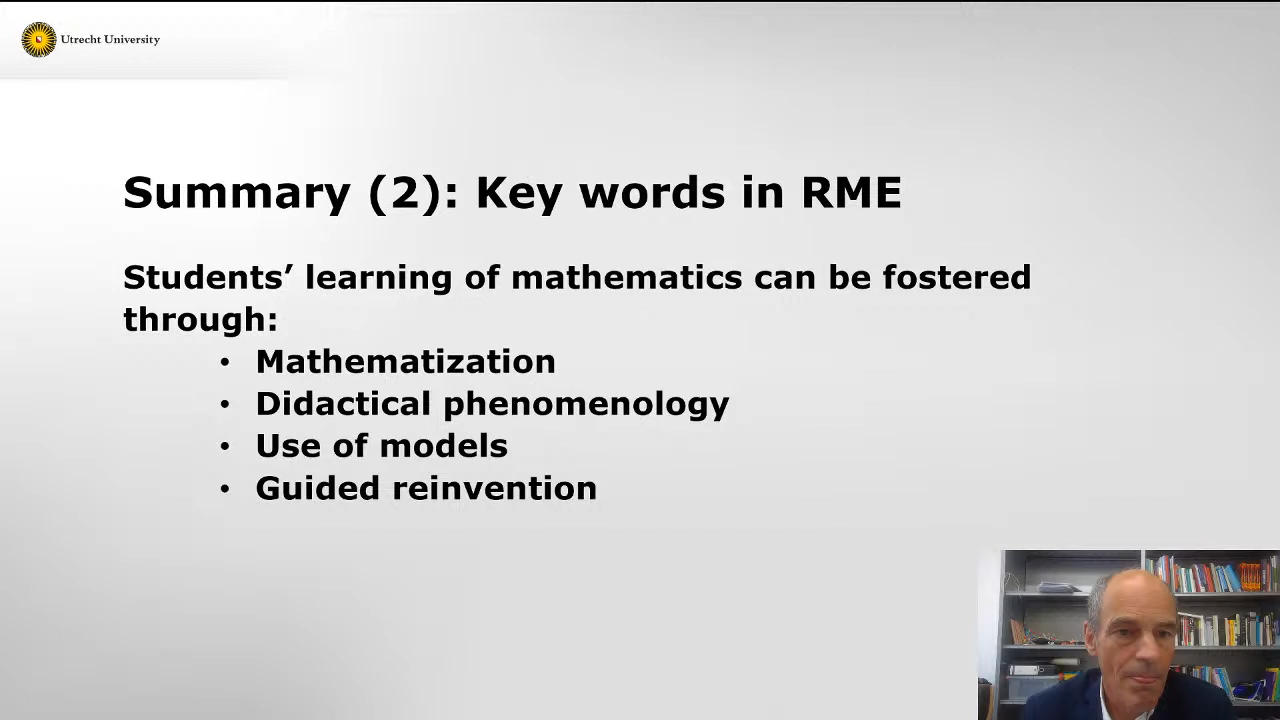 Utrecht University
Summary (2): Key words in RME
Students’ learning of mathematics can be fostered
through:
• Mathematization
• Didactical phenomenology
• Use of models
• Guided reinvention